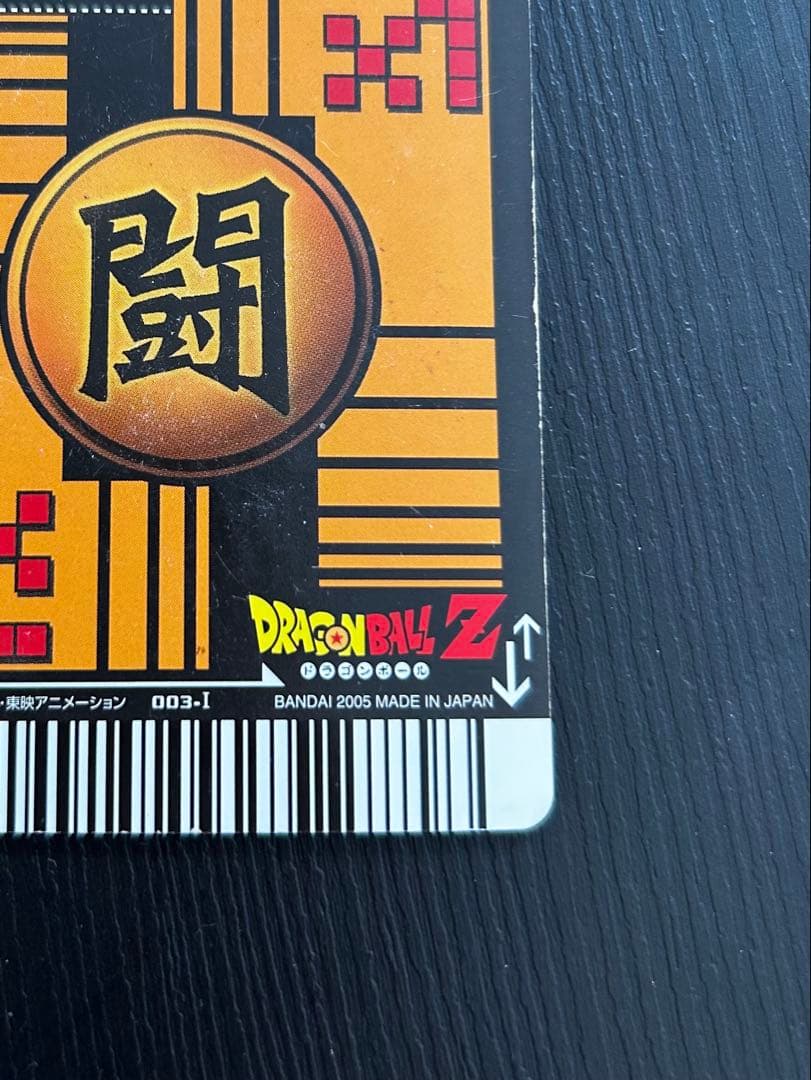 闘
DRAGON BALL Z
ドラゴンボール
・東映アニメーション 003-I
BANDAI 2005 MADE IN JAPAN